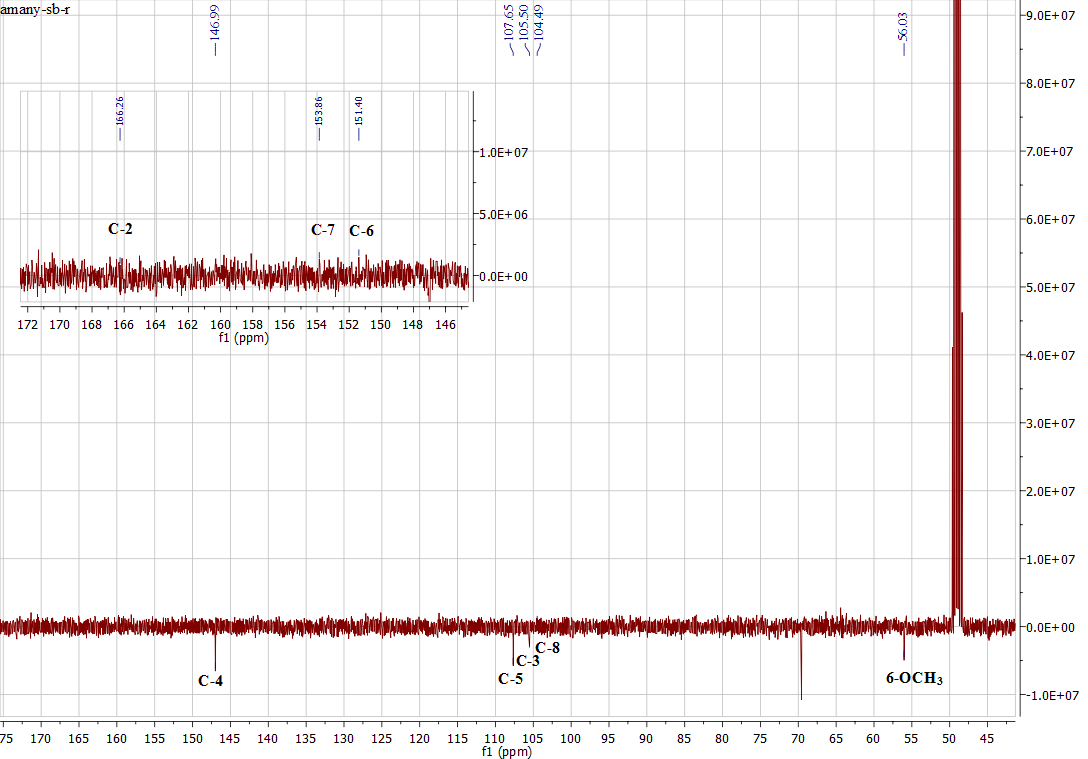 amany-sb-r
146.99
107.65
105.50
104.49
56.03
9.0E+07
8.0E+07
7.0E+07
6.0E+07
5.0E+07
4.0E+07
3.0E+07
2.0E+07
1.0E+07
0.0E+00
-1.0E+07
166.26
153.86
151.40
1.0E+07
5.0E+06
0.0E+00
C-2
C-7
C-6
172 170 168 166 164 162 160 158 156 154 152 150 148 146
f1 (ppm)
C-4
C-5
C-3
C-8
6-OCH3
75 170 165 160 155 150 145 140 135 130 125 120 115 110 105 100 95 90 85 80 75 70 65 60 55 50 45
f1 (ppm)